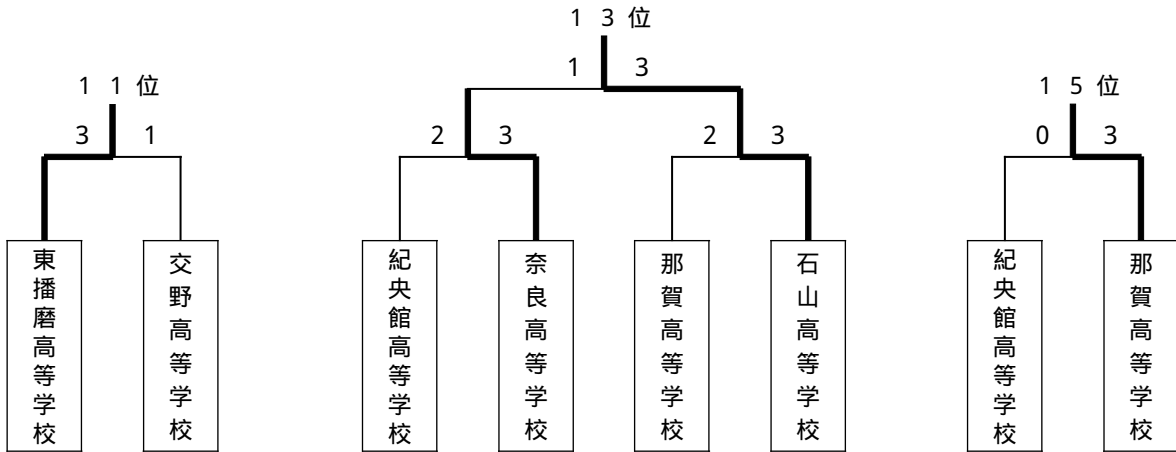 １３位
1 3
１１位
１５位
3 1
2 3
2 3
0 3
東播磨高等学校
交野高等学校
紀央館高等学校
奈良高等学校
那賀高等学校
石山高等学校
紀央館高等学校
那賀高等学校